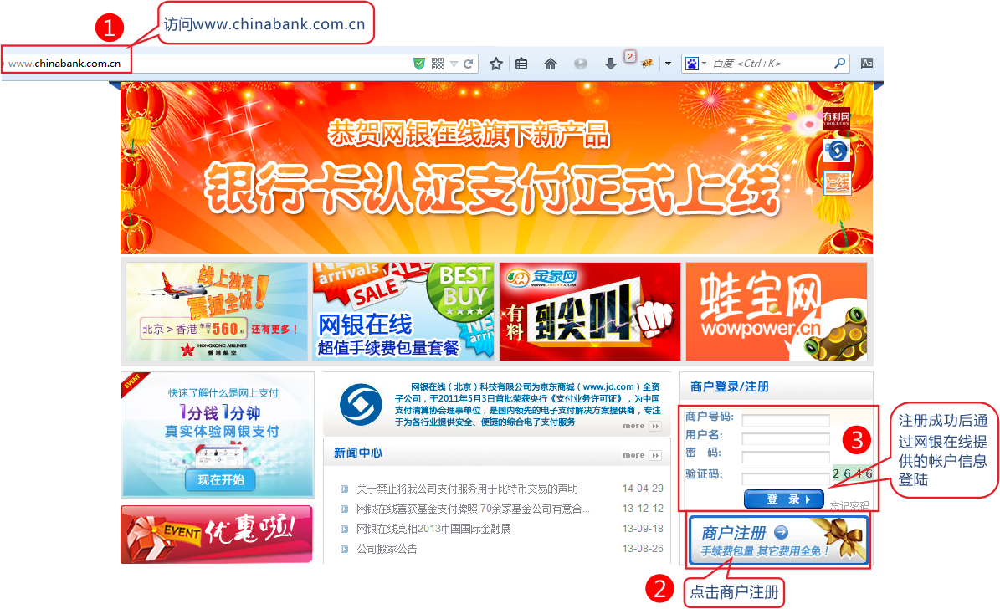 1
访问www.chinabank.com.cn
www.chinabank.com.cn
2
百度 <Ctrl+K>
Aa
恭贺网银在线旗下新产品
银行卡认证支付正式上线
有利网
YOOLI.COM
上线
线上独享
震撼全城!
北京 > 香港 单程 560 起 还有更多!
HONGKONG AIRLINES
香港航空
arrivals
SALE
SALE
BEST
BUY
NEW
arriv
网银在线
超值手续费包量套餐
金象网
www.jxdyf.com
有料
到尖叫
蛙宝网
wowpower.cn
EVENT
快速了解什么是网上支付
1分钱 1分钟
真实体验网银支付
现在开始
EVENT 优惠啦!
网银在线(北京)科技有限公司为京东商城(www.jd.com)全资
子公司,于2011年5月3日首批荣获央行《支付业务许可证》,为中国
支付清算协会理事单位,是国内领先的电子支付解决方案提供商,专注
于为各行业提供安全、便捷的综合电子支付服务
more
新闻中心
more
关于禁止将我公司支付服务用于比特币交易的声明 14-04-29
网银在线喜获基金支付牌照 70余家基金公司有意合... 13-12-12
网银在线亮相2013中国国际金融展 13-09-18
公司搬家公告 13-08-26
商户登录/注册
商户号码:
用户名:
密 码:
验证码:
2 6 4 6
登 录
忘记密码
3
注册成功后通
过网银在线提
供的帐户信息
登陆
商户注册
手续费包量 其它费用全免!
2
点击商户注册